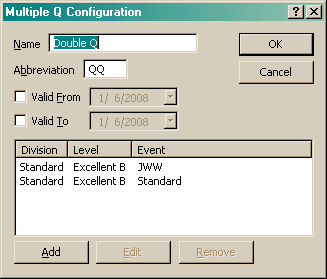 Multiple Q Configuration
Name Double Q OK
Abbreviation QQ Cancel
Valid From 1/ 6/2008
Valid To 1/ 6/2008
Division Level Event
Standard Excellent B JWW
Standard Excellent B Standard
Add Edit Remove